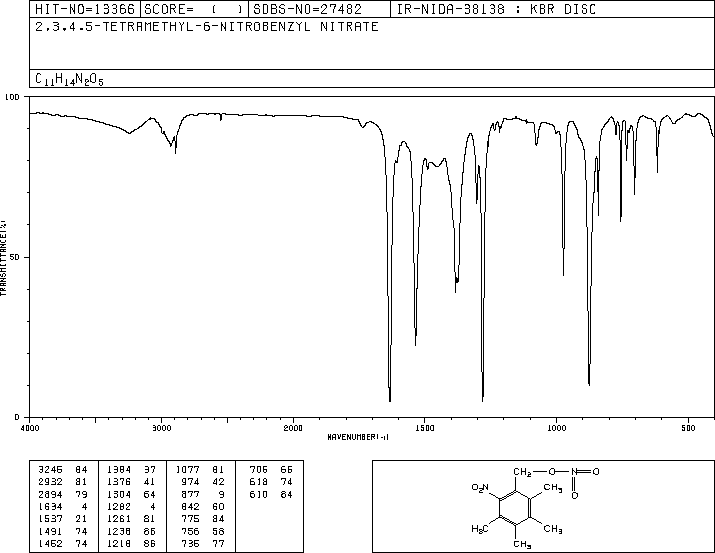 HIT-NO=13366 SCORE= ( ) SDBS-NO=27482 IR-NIDA-38138 : KBR DISC
2,3,4,5-TETRAMETHYL-6-NITROBENZYL NITRATE
C11H14N2O5
100
50
0
TRANSMITTANCE(%)
4000 3000 2000 1500 1000 500
WAVENUMBER(-1)
3245 84 1384 37 1077 81 706 66
2932 81 1376 41 974 42 618 74
2894 79 1304 64 877 9 610 84
1634 4 1282 4 842 60
1537 21 1261 81 775 84
1491 74 1238 86 756 58
1462 74 1218 86 735 77
CH2 O N O
O2N CH3 O
H3C CH3
CH3